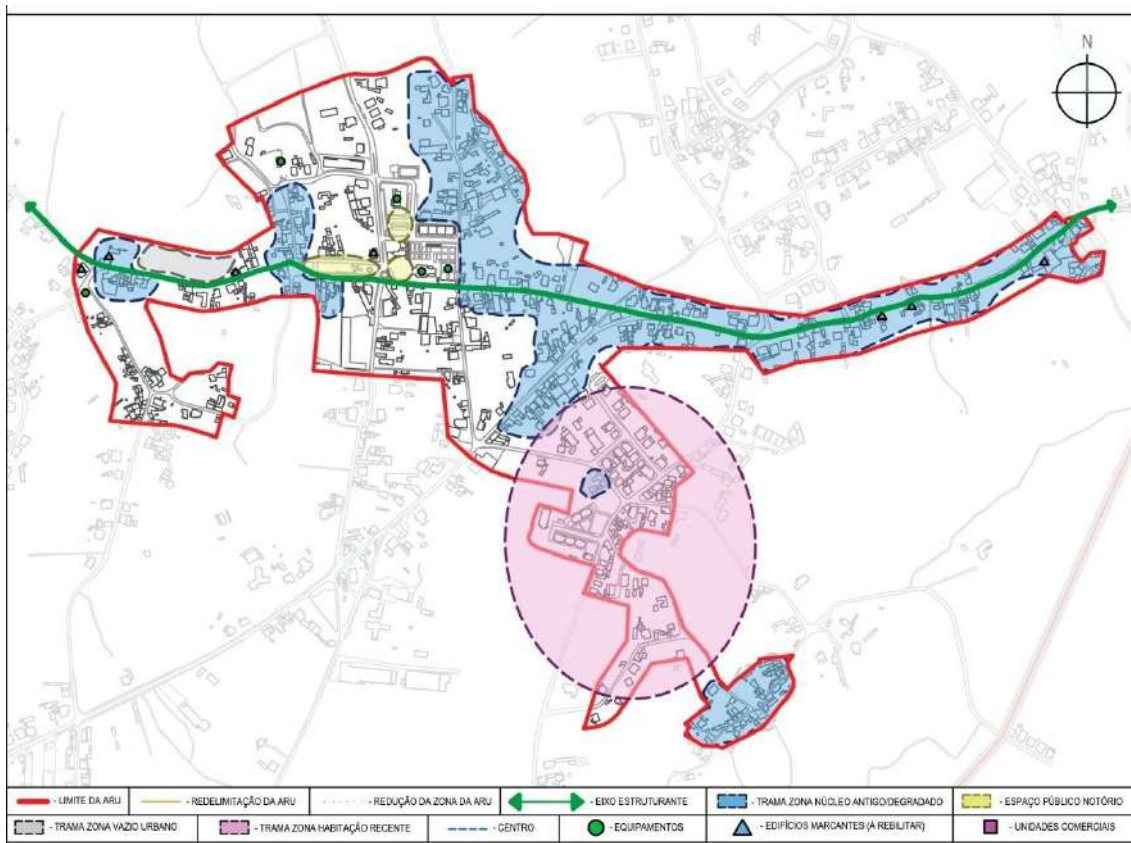 N
- LIMITE DA ARU - REDELIMITAÇÃO DA ARU - REDUÇÃO DA ZONA DA ARU - EIXO ESTRUTURANTE - TRAMA ZONA NÚCLEO ANTIGO/DEGRADADO - ESPAÇO PÚBLICO NOTÓRIO
- TRAMA ZONA VAZIO URBANO - TRAMA ZONA HABITAÇÃO RECENTE - CENTRO - EQUIPAMENTOS - EDIFÍCIOS MARCANTES (À REBILITAR) - UNIDADES COMERCIAIS